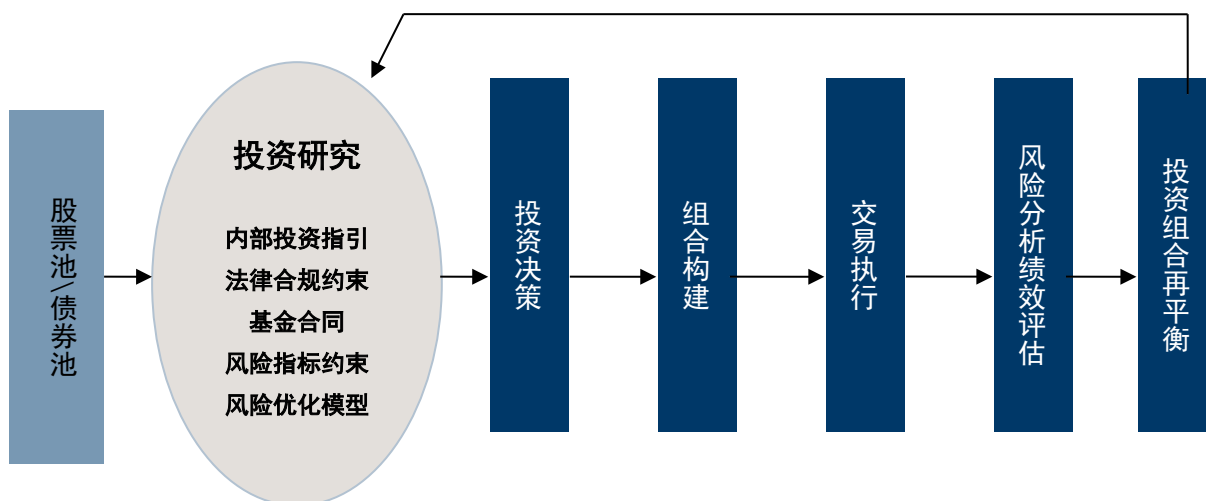 股票池\债券池
投资研究
内部投资指引
法律合规约束
基金合同
风险指标约束
风险优化模型
投资决策
组合构建
交易执行
风险分析绩效评估
投资组合再平衡